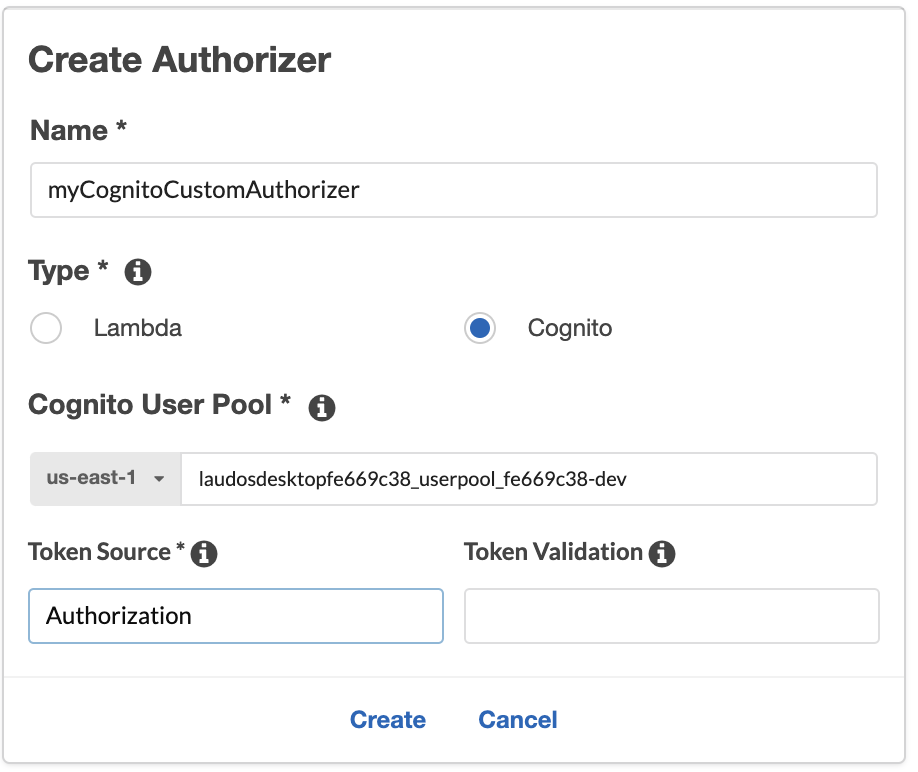 Create Authorizer
Name *
myCognitoCustomAuthorizer
Type *
Lambda Cognito
Cognito User Pool *
us-east-1 laudosdesktopfe669c38_userpool_fe669c38-dev
Token Source * Token Validation
Authorization
Create Cancel